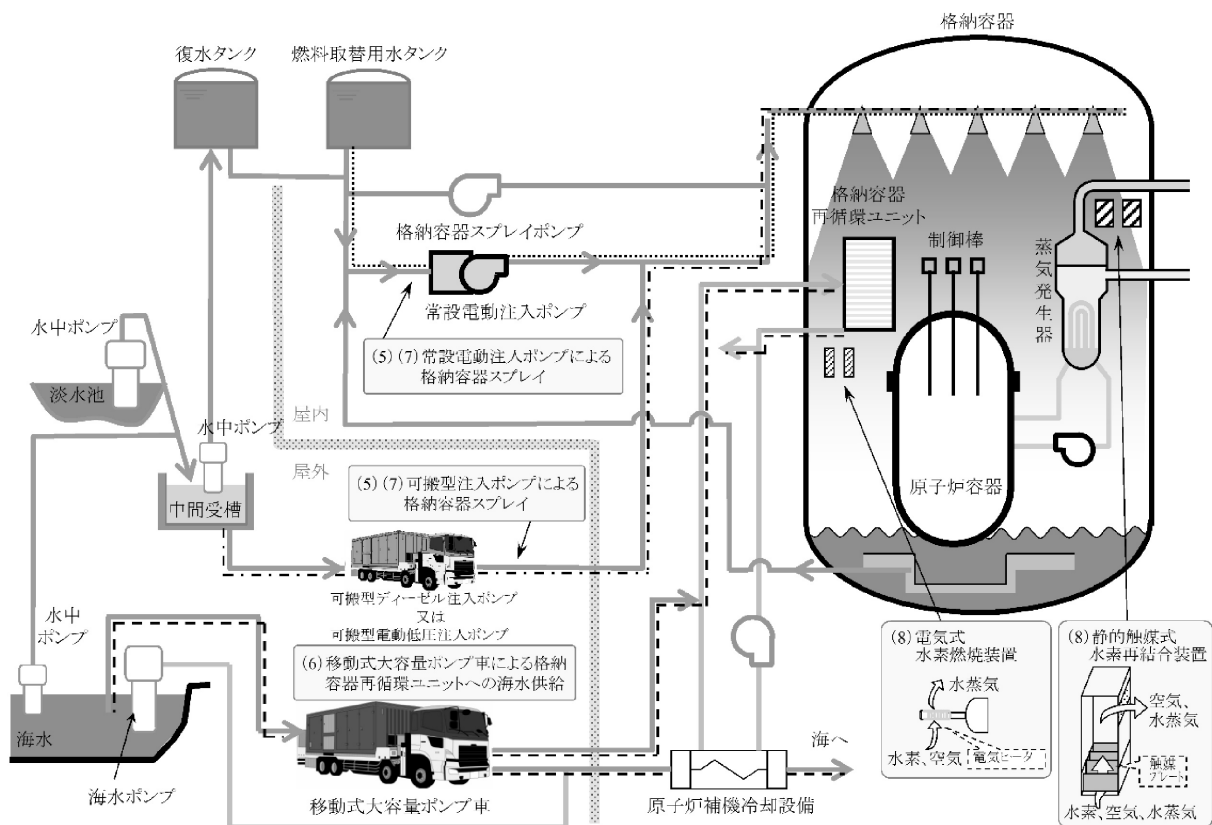 格納容器
復水タンク
燃料取替用水タンク
格納容器
再循環ユニット
制御棒
蒸気発生器
格納容器スプレイポンプ
常設電動注入ポンプ
(5)(7)常設電動注入ポンプによる
格納容器スプレイ
水中ポンプ
淡水池
屋内
水中ポンプ
屋外
中間受槽
(5)(7)可搬型注入ポンプによる
格納容器スプレイ
原子炉容器
可搬型ディーゼル注入ポンプ
又は
可搬型電動低圧注入ポンプ
水中
ポンプ
(6)移動式大容量ポンプ車による格納
容器再循環ユニットへの海水供給
海水
海水ポンプ
移動式大容量ポンプ車
原子炉補機冷却設備
海へ
(8)電気式
水素燃焼装置
水蒸気
水素、空気
電気ヒータ
(8)静的触媒式
水素再結合装置
空気、
水蒸気
触媒
プレート
水素、空気、水蒸気